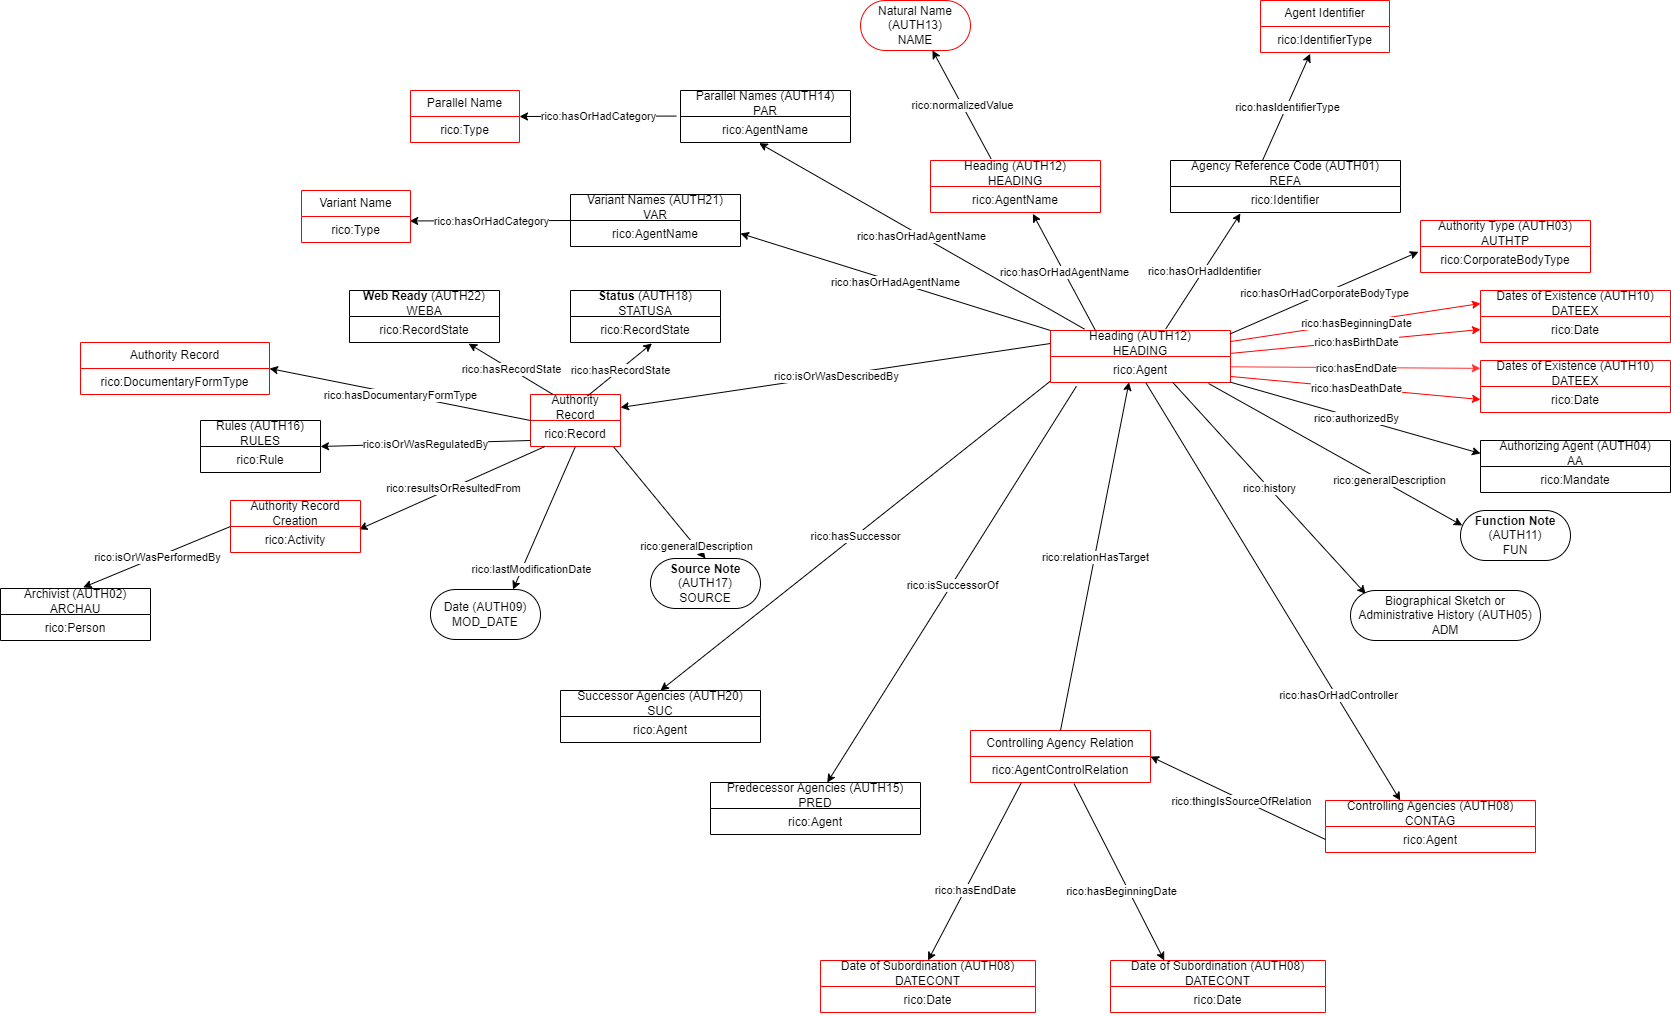 Natural Name
(AUTH13)
NAME
Agent Identifier
rico:IdentifierType
rico:normalizedValue
rico:hasIdentifierType
Parallel Name
rico:Type
rico:hasOrHadCategory
Parallel Names (AUTH14)
PAR
rico:AgentName
Heading (AUTH12)
HEADING
rico:AgentName
Agency Reference Code (AUTH01)
REFA
rico:Identifier
Variant Name
rico:Type
rico:hasOrHadCategory
Variant Names (AUTH21)
VAR
rico:AgentName
rico:hasOrHadAgentName
rico:hasOrHadAgentName
rico:hasOrHadAgentName
rico:hasOrHadIdentifier
Authority Type (AUTH03)
AUTHTP
rico:CorporateBodyType
rico:hasOrHadCorporateBodyType
Web Ready (AUTH22)
WEBA
rico:RecordState
Status (AUTH18)
STATUSA
rico:RecordState
Dates of Existence (AUTH10)
DATEEX
rico:Date
rico:hasBeginningDate
rico:hasBirthDate
Heading (AUTH12)
HEADING
rico:Agent
Authority Record
rico:DocumentaryFormType
rico:hasRecordState
rico:hasRecordState
rico:isOrWasDescribedBy
rico:hasEndDate
rico:hasDeathDate
Dates of Existence (AUTH10)
DATEEX
rico:Date
rico:hasDocumentaryFormType
Authority
Record
rico:Record
rico:authorizedBy
Rules (AUTH16)
RULES
rico:Rule
rico:isOrWasRegulatedBy
Authorizing Agent (AUTH04)
AA
rico:Mandate
rico:resultsOrResultedFrom
rico:history
rico:generalDescription
Authority Record
Creation
rico:Activity
Function Note
(AUTH11)
FUN
rico:isOrWasPerformedBy
rico:hasSuccessor
rico:generalDescription
rico:relationHasTarget
rico:lastModificationDate
Source Note
(AUTH17)
SOURCE
rico:isSuccessorOf
Archivist (AUTH02)
ARCHAU
rico:Person
Date (AUTH09)
MOD_DATE
Biographical Sketch or
Administrative History (AUTH05)
ADM
Successor Agencies (AUTH20)
SUC
rico:Agent
rico:hasOrHadController
Controlling Agency Relation
rico:AgentControlRelation
Predecessor Agencies (AUTH15)
PRED
rico:Agent
rico:thingIsSourceOfRelation
Controlling Agencies (AUTH08)
CONTAG
rico:Agent
rico:hasEndDate
rico:hasBeginningDate
Date of Subordination (AUTH08)
DATECONT
rico:Date
Date of Subordination (AUTH08)
DATECONT
rico:Date